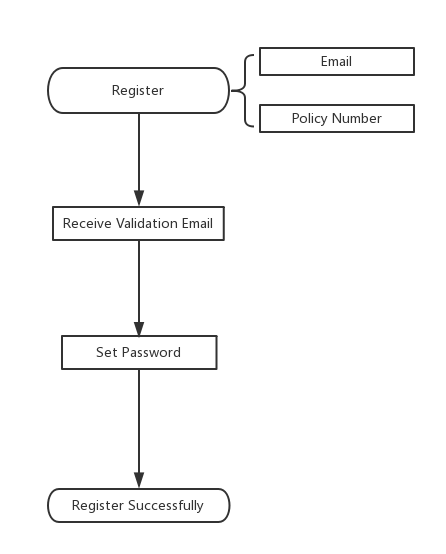 Email
Register
Policy Number
Receive Validation Email
Set Password
Register Successfully